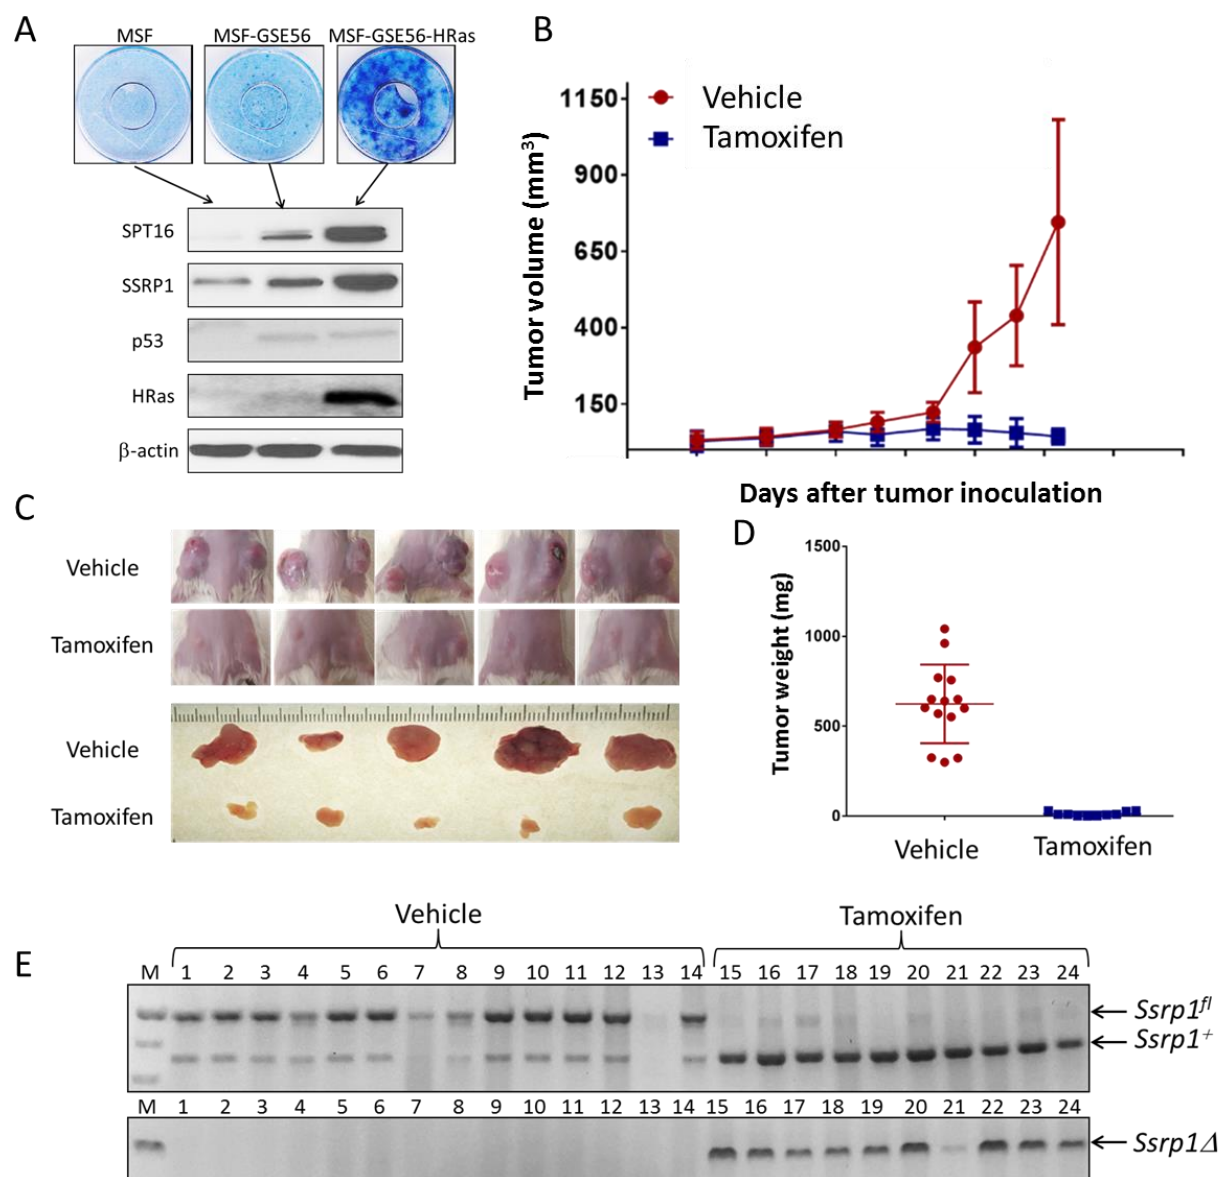 A
MSF MSF-GSE56 MSF-GSE56-HRas
SPT16
SSRP1
p53
HRas
β-actin
B
Vehicle
Tamoxifen
1150
900
650
400
150
Tumor volume (mm³)
Days after tumor inoculation
C
Vehicle
Tamoxifen
Vehicle
Tamoxifen
D
1500
1000
500
0
Tumor weight (mg)
Vehicle Tamoxifen
E
Vehicle Tamoxifen
M 1 2 3 4 5 6 7 8 9 10 11 12 13 14 15 16 17 18 19 20 21 22 23 24
Ssrp1ᶠˡ
Ssrp1⁺
M 1 2 3 4 5 6 7 8 9 10 11 12 13 14 15 16 17 18 19 20 21 22 23 24
Ssrp1Δ